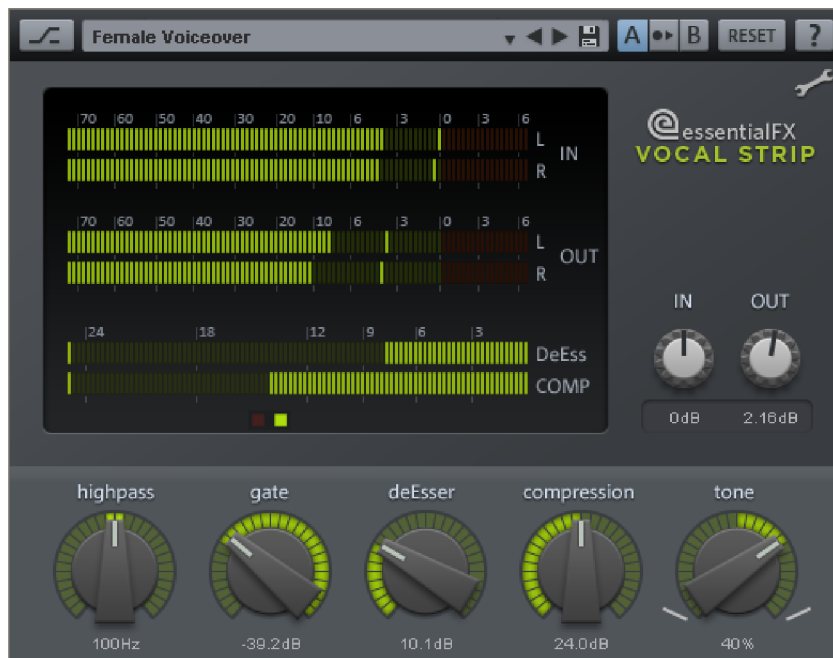 Female Voiceover
A B RESET ?
70 60 50 40 30 20 10 6 3 0 3 6
L
IN
R
70 60 50 40 30 20 10 6 3 0 3 6
L
OUT
R
24 18 12 9 6 3
DeEss
COMP
essentialFX
VOCAL STRIP
IN OUT
0dB 2.16dB
highpass gate deEsser compression tone
100Hz -39.2dB 10.1dB 24.0dB 40%